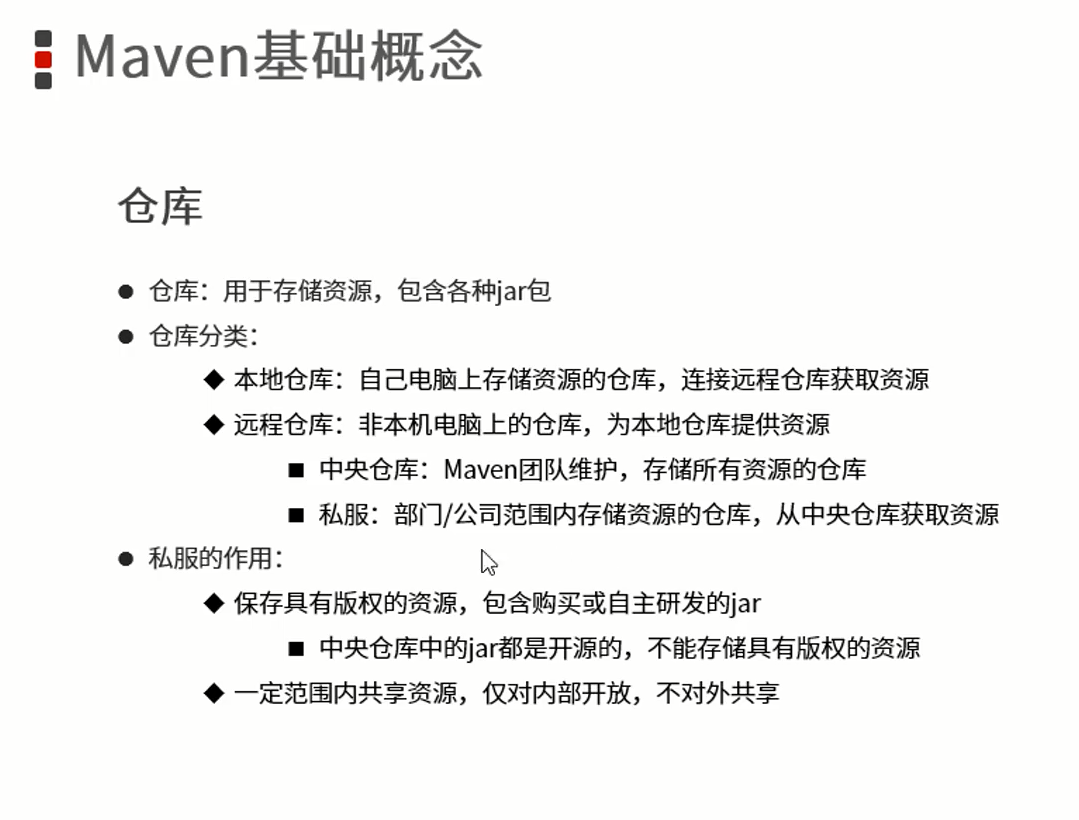 Maven基础概念
仓库
● 仓库：用于存储资源，包含各种jar包
● 仓库分类：
◆ 本地仓库：自己电脑上存储资源的仓库，连接远程仓库获取资源
◆ 远程仓库：非本机电脑上的仓库，为本地仓库提供资源
■ 中央仓库：Maven团队维护，存储所有资源的仓库
■ 私服：部门/公司范围内存储资源的仓库，从中央仓库获取资源
● 私服的作用：
◆ 保存具有版权的资源，包含购买或自主研发的jar
■ 中央仓库中的jar都是开源的，不能存储具有版权的资源
◆ 一定范围内共享资源，仅对内部开放，不对外共享